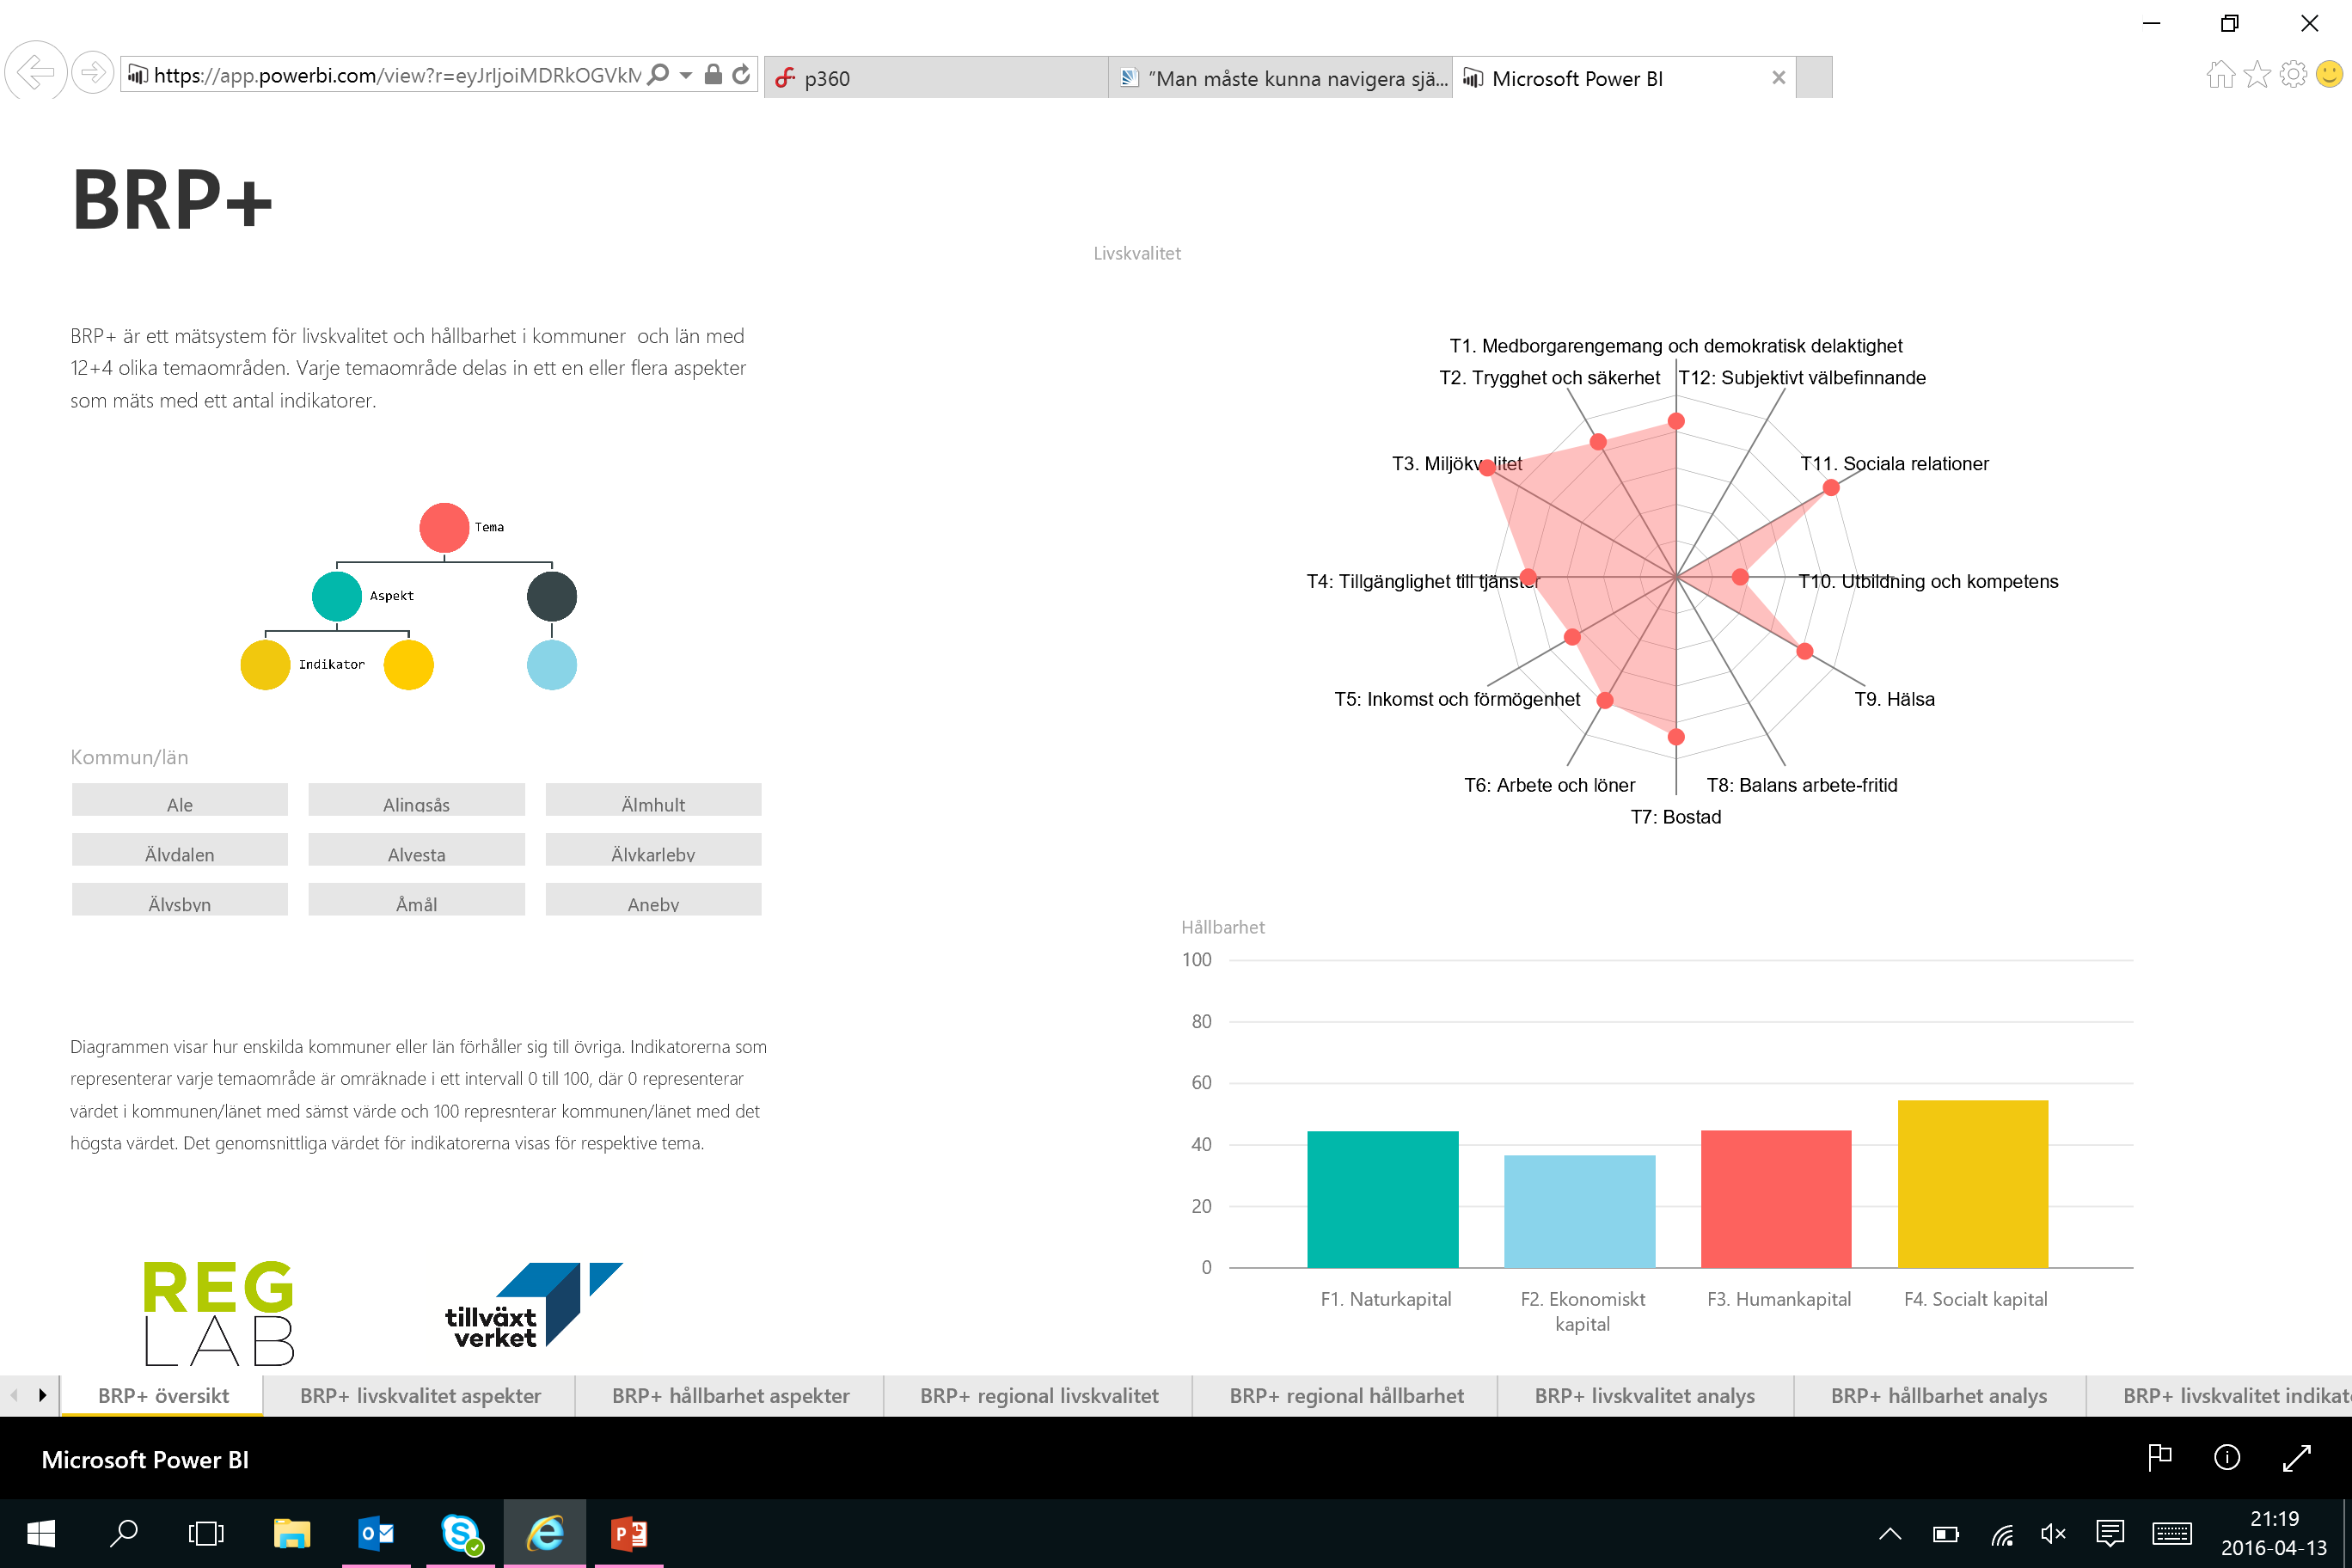 https://app.powerbi.com/view?r=eyJrIjoiMDRkOGVkM
p360
"Man måste kunna navigera sjä...
Microsoft Power BI
BRP+
Livskvalitet
BRP+ är ett mätsystem för livskvalitet och hållbarhet i kommuner och län med
12+4 olika temaområden. Varje temaområde delas in ett en eller flera aspekter
som mäts med ett antal indikatorer.
Tema
Aspekt
Indikator
T1. Medborgarengemang och demokratisk delaktighet
T2. Trygghet och säkerhet
T12: Subjektivt välbefinnande
T3. Miljökvalitet
T11. Sociala relationer
T4: Tillgänglighet till tjänster
T10. Utbildning och kompetens
T5: Inkomst och förmögenhet
T9. Hälsa
T6: Arbete och löner
T8: Balans arbete-fritid
T7: Bostad
Kommun/län
Ale
Alingsås
Älmhult
Älvdalen
Alvesta
Älvkarleby
Älvsbyn
Åmål
Aneby
Diagrammen visar hur enskilda kommuner eller län förhåller sig till övriga. Indikatorerna som
representerar varje temaområde är omräknade i ett intervall 0 till 100, där 0 representerar
värdet i kommunen/länet med sämst värde och 100 represnterar kommunen/länet med det
högsta värdet. Det genomsnittliga värdet för indikatorerna visas för respektive tema.
Hållbarhet
100
80
60
40
20
0
F1. Naturkapital
F2. Ekonomiskt
kapital
F3. Humankapital
F4. Socialt kapital
REG
LAB
tillväxt
verket
BRP+ översikt
BRP+ livskvalitet aspekter
BRP+ hållbarhet aspekter
BRP+ regional livskvalitet
BRP+ regional hållbarhet
BRP+ livskvalitet analys
BRP+ hållbarhet analys
BRP+ livskvalitet indikat
Microsoft Power BI
21:19
2016-04-13